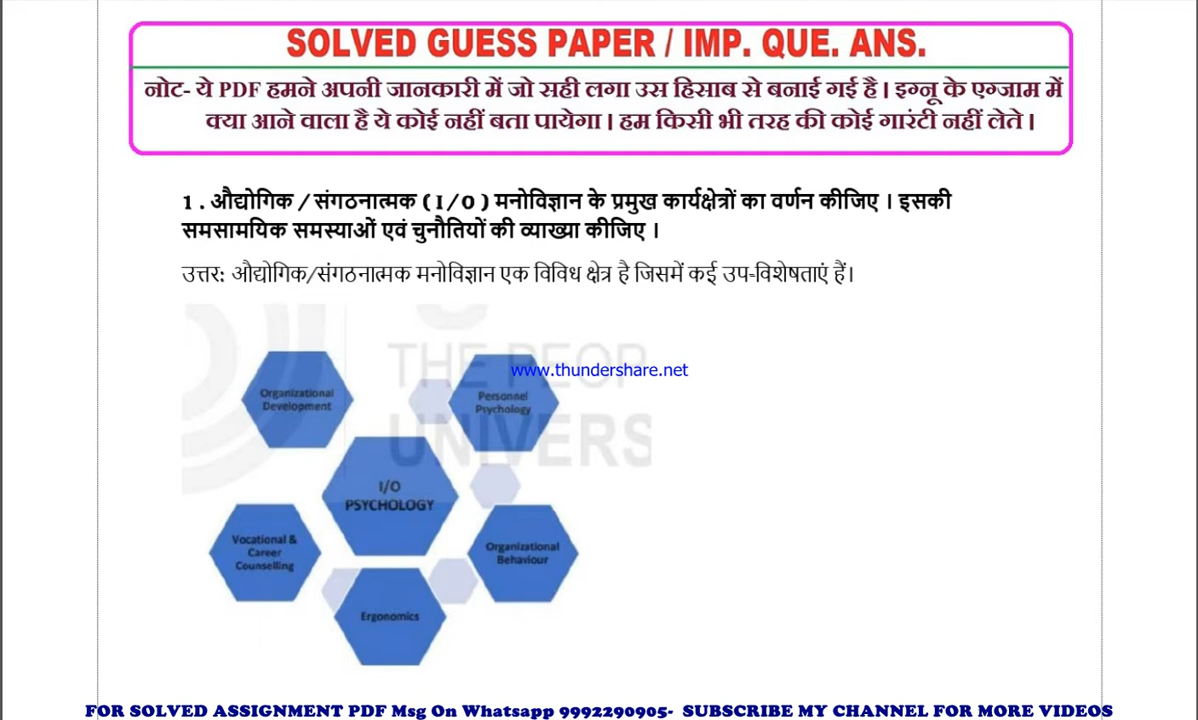 SOLVED GUESS PAPER / IMP. QUE. ANS.
नोट- ये PDF हमने अपनी जानकारी में जो सही लगा उस हिसाब से बनाई गई है। इग्नू के एग्जाम में
क्या आने वाला है ये कोई नहीं बता पायेगा। हम किसी भी तरह की कोई गारंटी नहीं लेते।
1 . औद्योगिक / संगठनात्मक ( I / O ) मनोविज्ञान के प्रमुख कार्यक्षेत्रों का वर्णन कीजिए । इसकी
समसामयिक समस्याओं एवं चुनौतियों की व्याख्या कीजिए ।
उत्तर: औद्योगिक/संगठनात्मक मनोविज्ञान एक विविध क्षेत्र है जिसमें कई उप-विशेषताएं हैं।
THE PEOP
www.thundershare.net
UNIVERS
Organizational
Development
Personnel
Psychology
I/O
PSYCHOLOGY
Vocational &
Career
Counselling
Organizational
Behaviour
Ergonomics
FOR SOLVED ASSIGNMENT PDF Msg On Whatsapp 9992290905- SUBSCRIBE MY CHANNEL FOR MORE VIDEOS